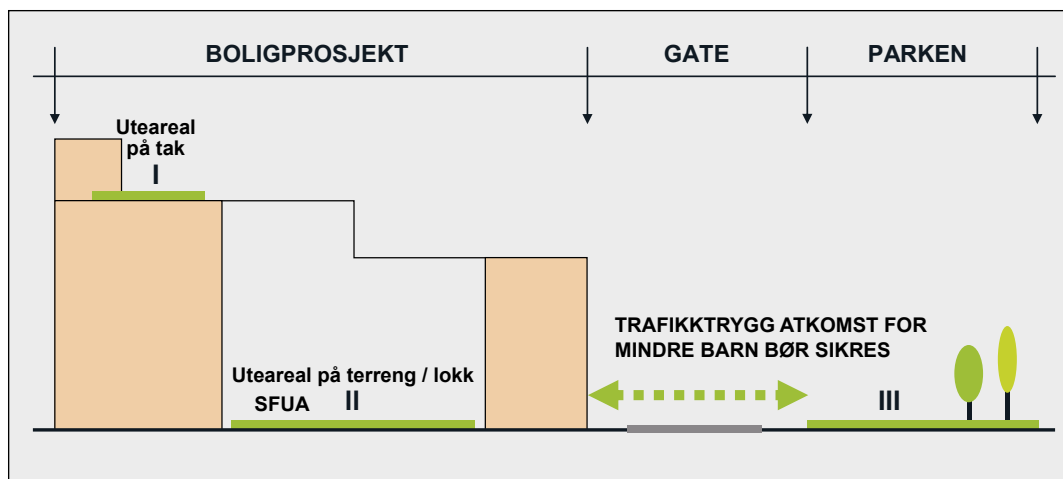 BOLIGPROSJEKT GATE PARKEN
Uteareal
på tak
I
TRAFIKKTRYGG ATKOMST FOR
MINDRE BARN BØR SIKRES
Uteareal på terreng / lokk
SFUA II
III